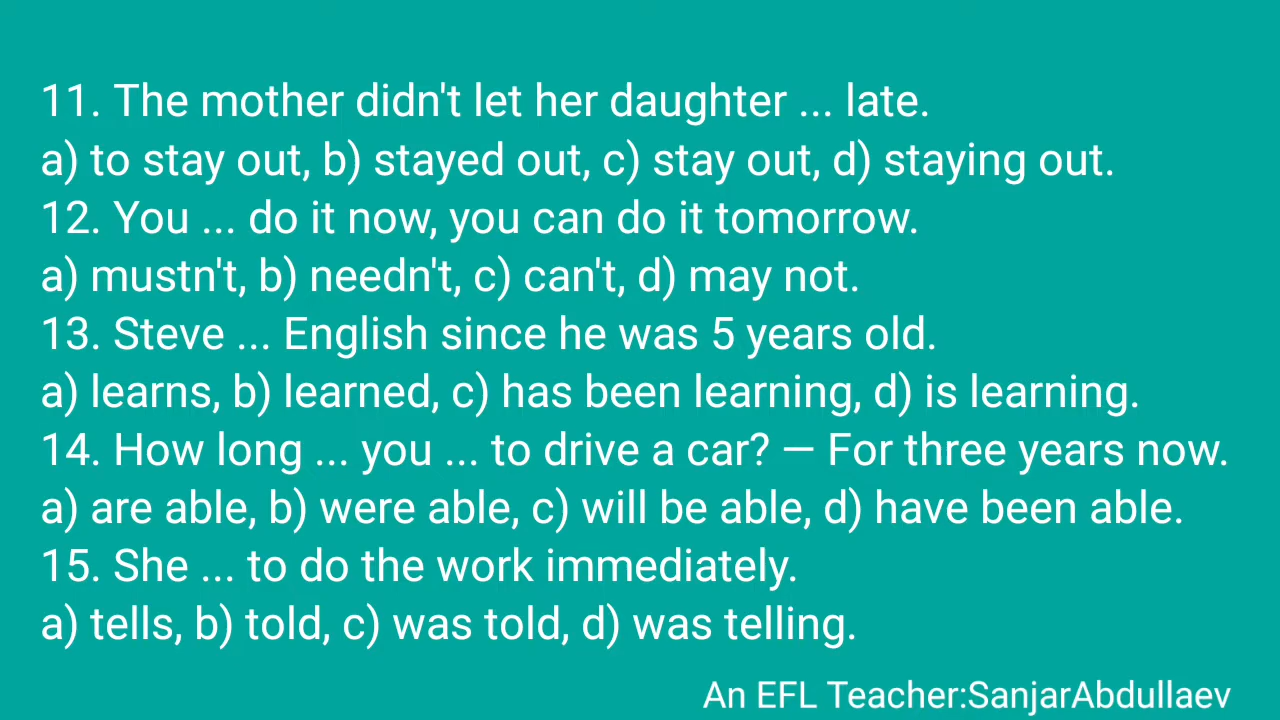 11. The mother didn't let her daughter ... late.
a) to stay out, b) stayed out, c) stay out, d) staying out.
12. You ... do it now, you can do it tomorrow.
a) mustn't, b) needn't, c) can't, d) may not.
13. Steve ... English since he was 5 years old.
a) learns, b) learned, c) has been learning, d) is learning.
14. How long ... you ... to drive a car? — For three years now.
a) are able, b) were able, c) will be able, d) have been able.
15. She ... to do the work immediately.
a) tells, b) told, c) was told, d) was telling.
An EFL Teacher:SanjarAbdullaev